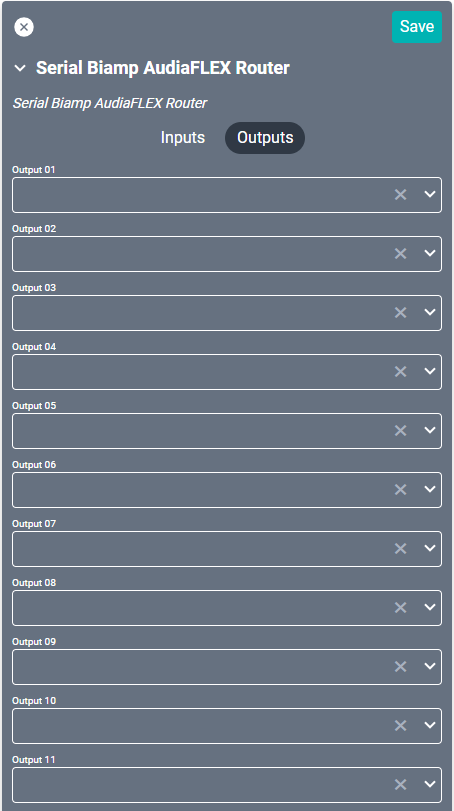 Save
Serial Biamp AudiaFLEX Router
Serial Biamp AudiaFLEX Router
Inputs Outputs
Output 01
Output 02
Output 03
Output 04
Output 05
Output 06
Output 07
Output 08
Output 09
Output 10
Output 11